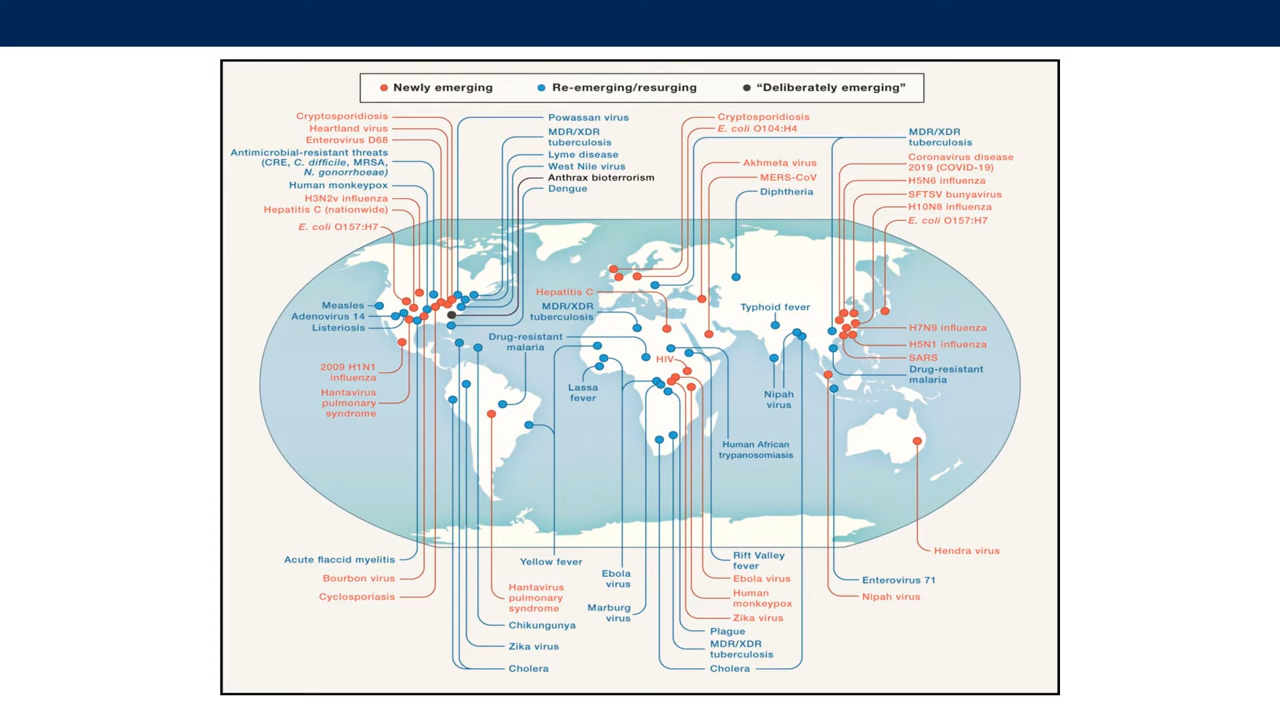 Newly emerging
Re-emerging/resurging
“Deliberately emerging”
Cryptosporidiosis
Heartland virus
Enterovirus D68
Antimicrobial-resistant threats
(CRE, C. difficile, MRSA,
N. gonorrhoeae)
Human monkeypox
H3N2v influenza
Hepatitis C (nationwide)
E. coli O157:H7
Powassan virus
MDR/XDR
tuberculosis
Lyme disease
West Nile virus
Anthrax bioterrorism
Dengue
Cryptosporidiosis
E. coli O104:H4
Akhmeta virus
MERS-CoV
Diphtheria
MDR/XDR
tuberculosis
Coronavirus disease
2019 (COVID-19)
H5N6 influenza
SFTSV bunyavirus
H10N8 influenza
E. coli O157:H7
Measles
Adenovirus 14
Listeriosis
2009 H1N1
influenza
Hantavirus
pulmonary
syndrome
Hepatitis C
MDR/XDR
tuberculosis
Drug-resistant
malaria
Lassa
fever
HIV
Typhoid fever
Nipah
virus
Human African
trypanosomiasis
H7N9 influenza
H5N1 influenza
SARS
Drug-resistant
malaria
Acute flaccid myelitis
Bourbon virus
Cyclosporiasis
Hantavirus
pulmonary
syndrome
Chikungunya
Zika virus
Cholera
Yellow fever
Ebola
virus
Marburg
virus
Rift Valley
fever
Ebola virus
Human
monkeypox
Zika virus
Plague
MDR/XDR
tuberculosis
Cholera
Hendra virus
Enterovirus 71
Nipah virus